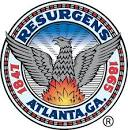 RESURGENS
1847
1865
ATLANTA, GA.